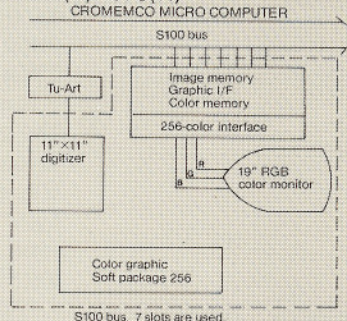 CROMEMCO MICRO COMPUTER
S100 bus
Tu-Art
Image memory
Graphic I/F
Color memory
256-color interface
11"×11"
digitizer
R
G
B
19" RGB
color monitor
Color graphic
Soft package 256
S100 bus, 7 slots are used.